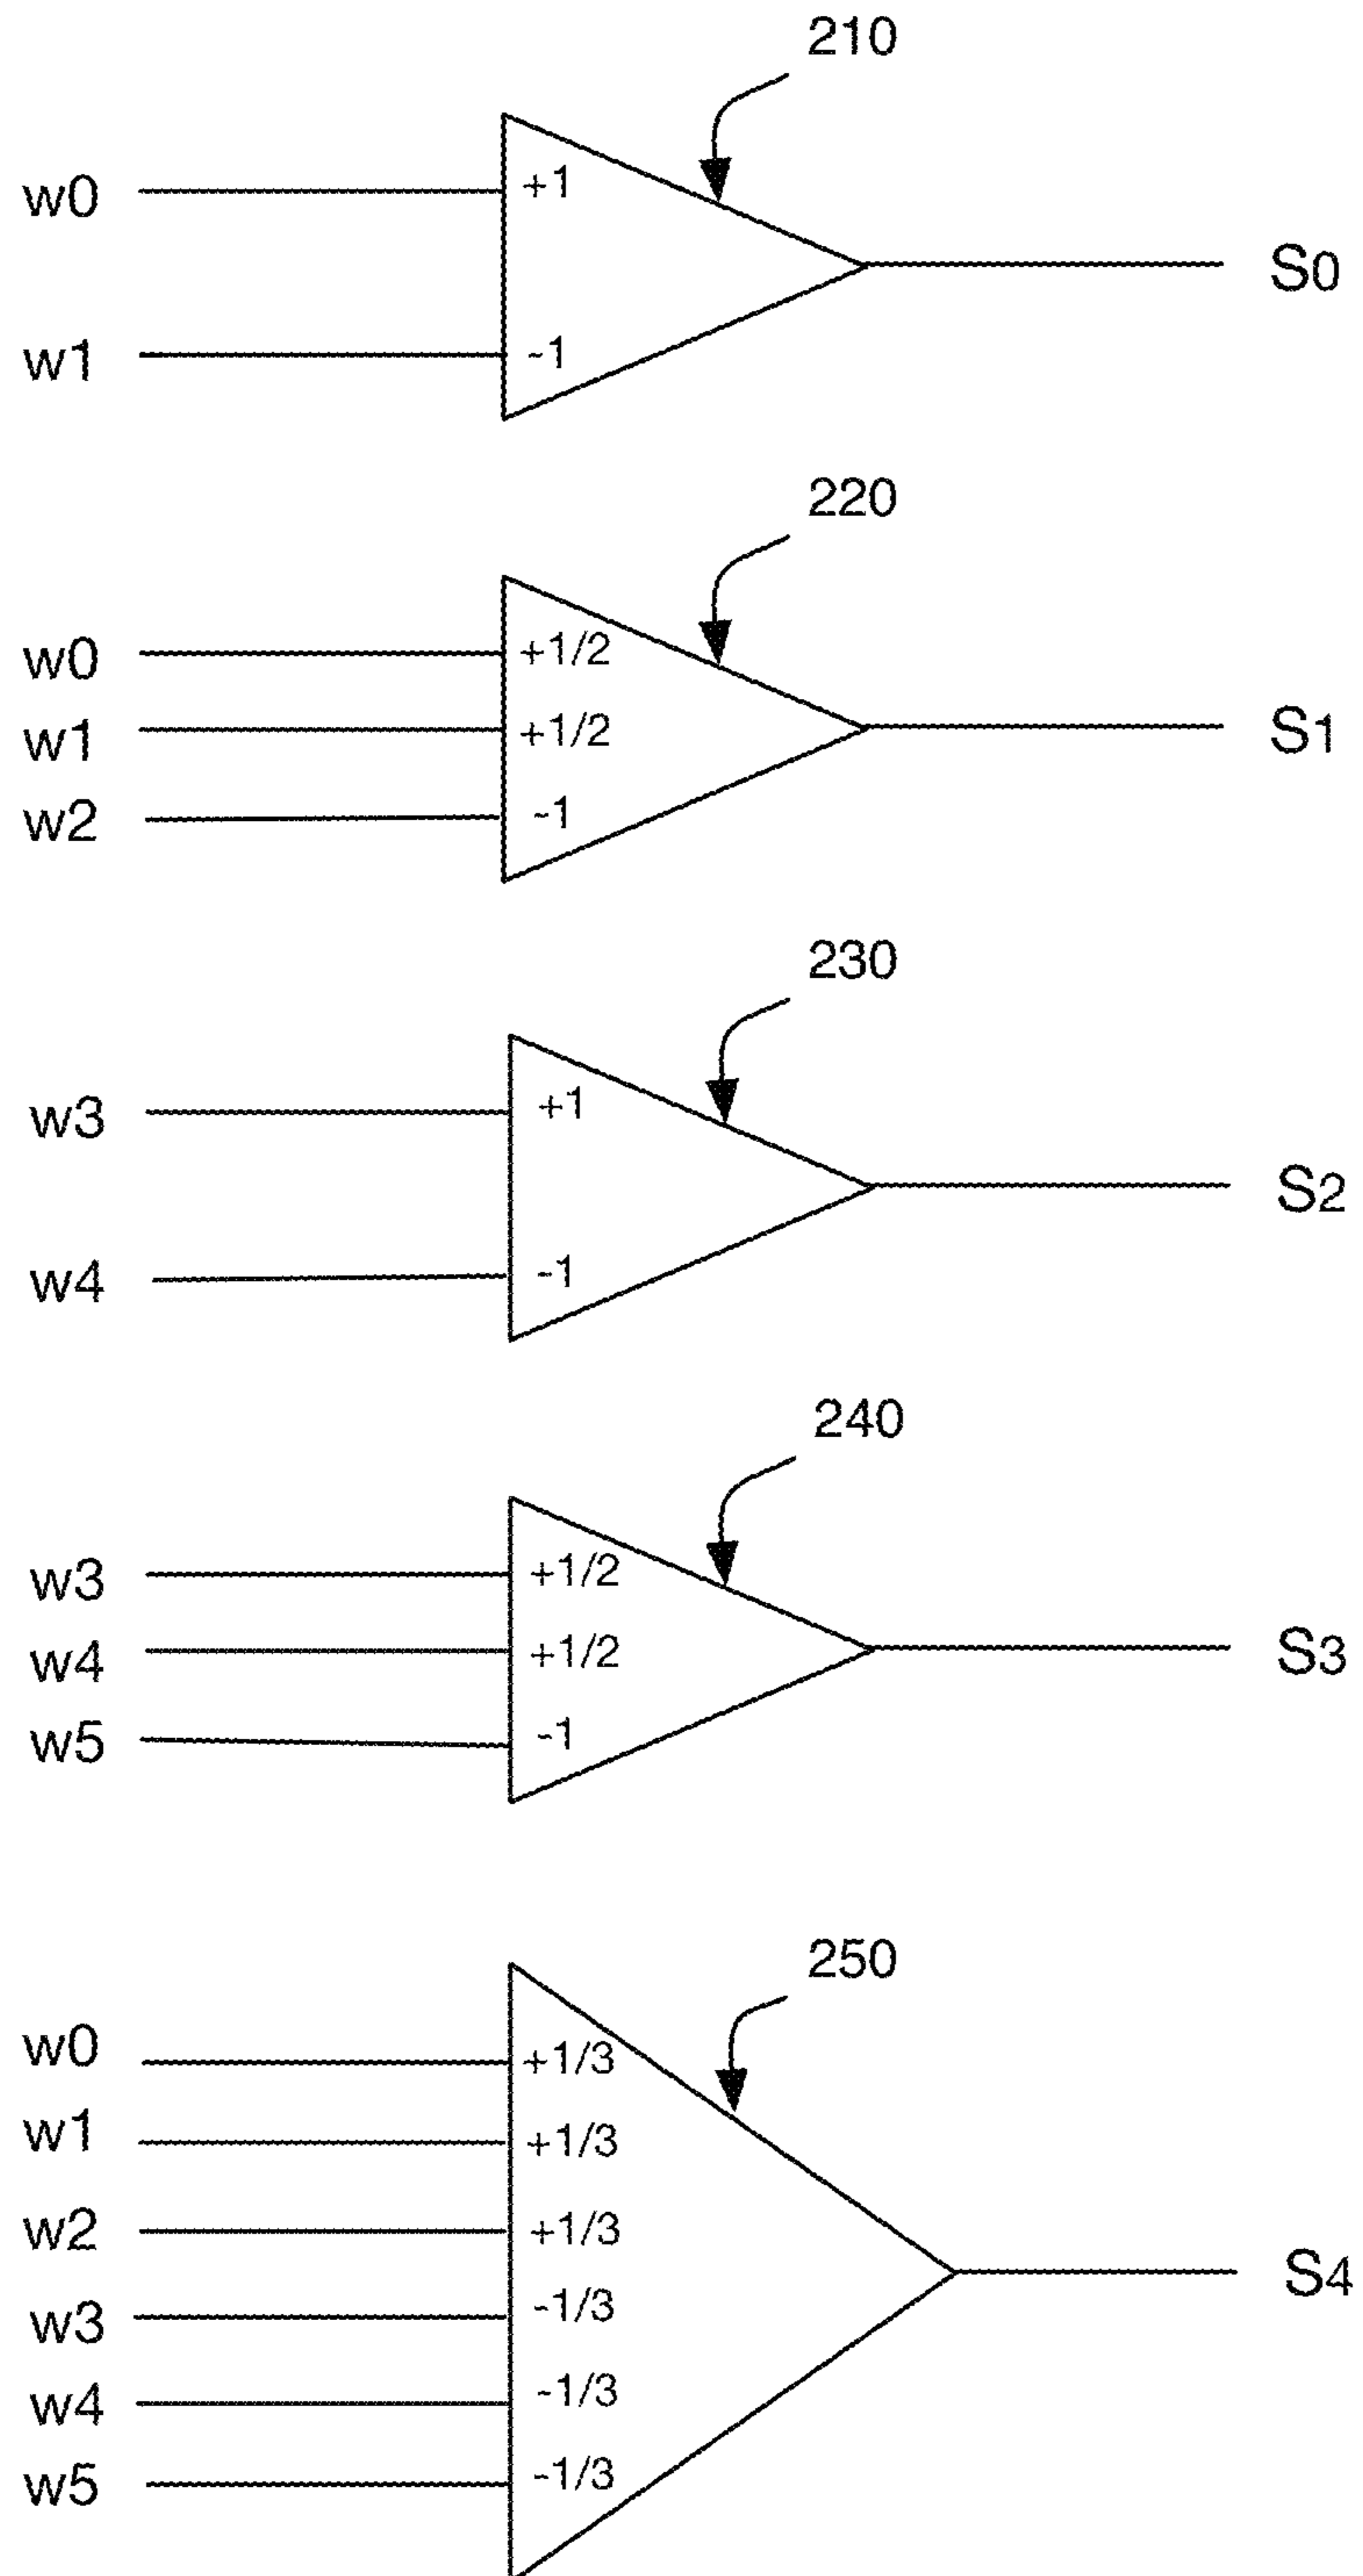 210
w0 +1
S0
w1 -1
220
w0 +1/2
w1 +1/2 S1
w2 -1
230
w3 +1
S2
w4 -1
240
w3 +1/2
w4 +1/2 S3
w5 -1
250
w0 +1/3
w1 +1/3
w2 +1/3
S4
w3 -1/3
w4 -1/3
w5 -1/3